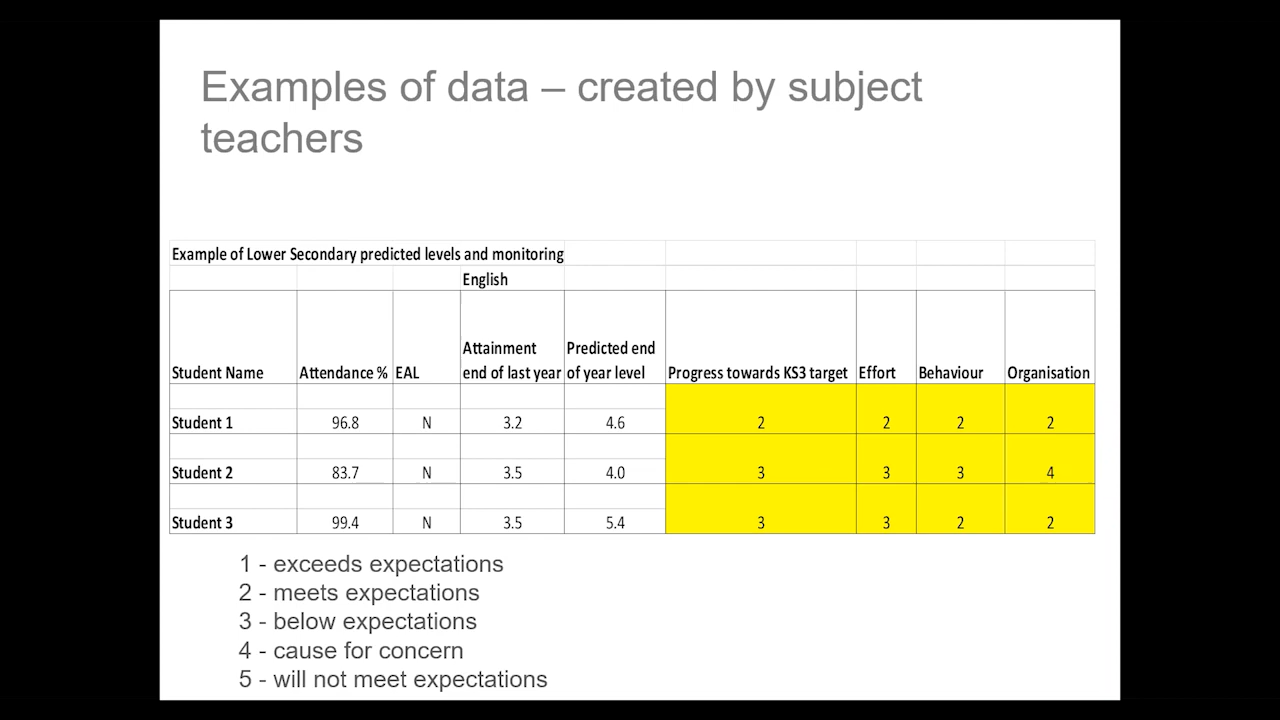 Examples of data – created by subject
teachers
Example of Lower Secondary predicted levels and monitoring
English
Student Name Attendance % EAL Attainment end of last year Predicted end of year level Progress towards KS3 target Effort Behaviour Organisation
Student 1 96.8 N 3.2 4.6 2 2 2 2
Student 2 83.7 N 3.5 4.0 3 3 3 4
Student 3 99.4 N 3.5 5.4 3 3 2 2
1 - exceeds expectations
2 - meets expectations
3 - below expectations
4 - cause for concern
5 - will not meet expectations